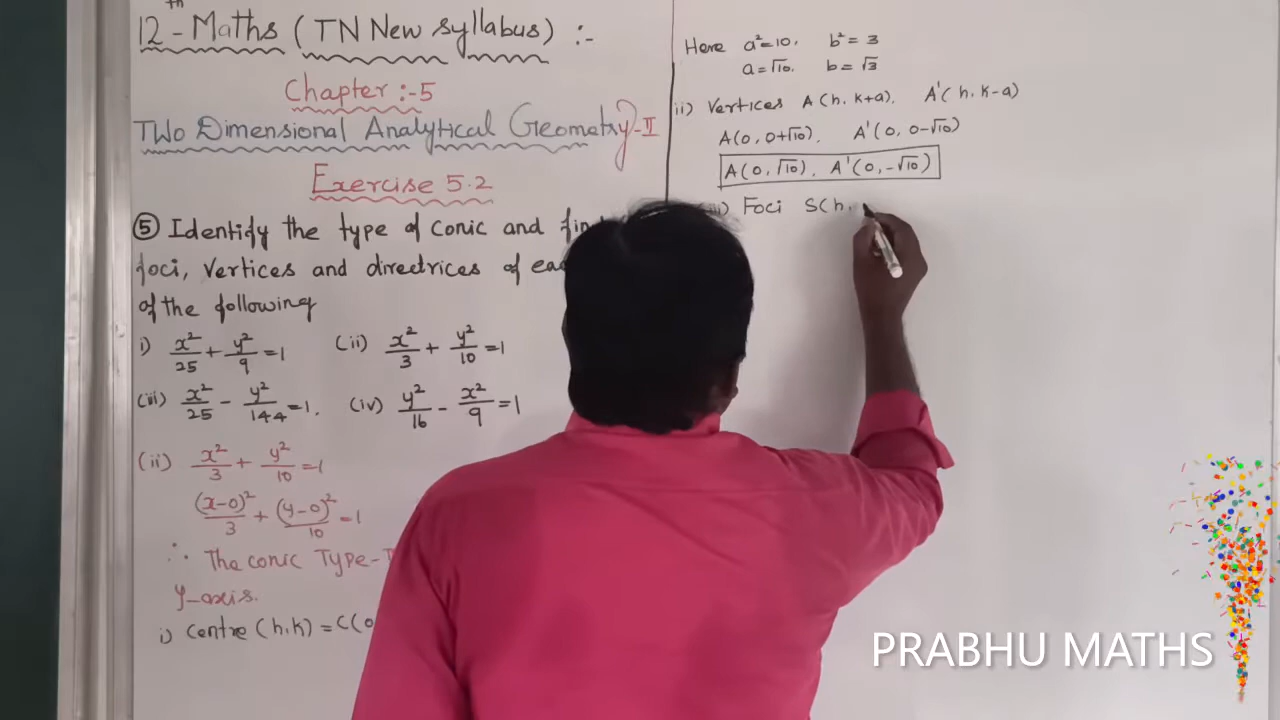 12th - Maths (TN New syllabus) :-
Chapter :-5
Two Dimensional Analytical Geometry-II
Exercise 5.2
⑤ Identify the type of conic and fin
foci, vertices and directrices of ea
of the following
i) x²/25 + y²/9 = 1 (ii) x²/3 + y²/10 = 1
(iii) x²/25 - y²/144 = 1. (iv) y²/16 - x²/9 = 1
(ii) x²/3 + y²/10 = 1
(x-0)²/3 + (y-0)²/10 = 1
∴ The conic Type-
y-axis.
i) Centre (h,k) = C(0
Here a²=10, b²=3
a=√10, b=√3
ii) Vertices A(h, k+a), A'(h, k-a)
A(0, 0+√10), A'(0, 0-√10)
A(0, √10), A'(0, -√10)
) Foci S(h,
PRABHU MATHS